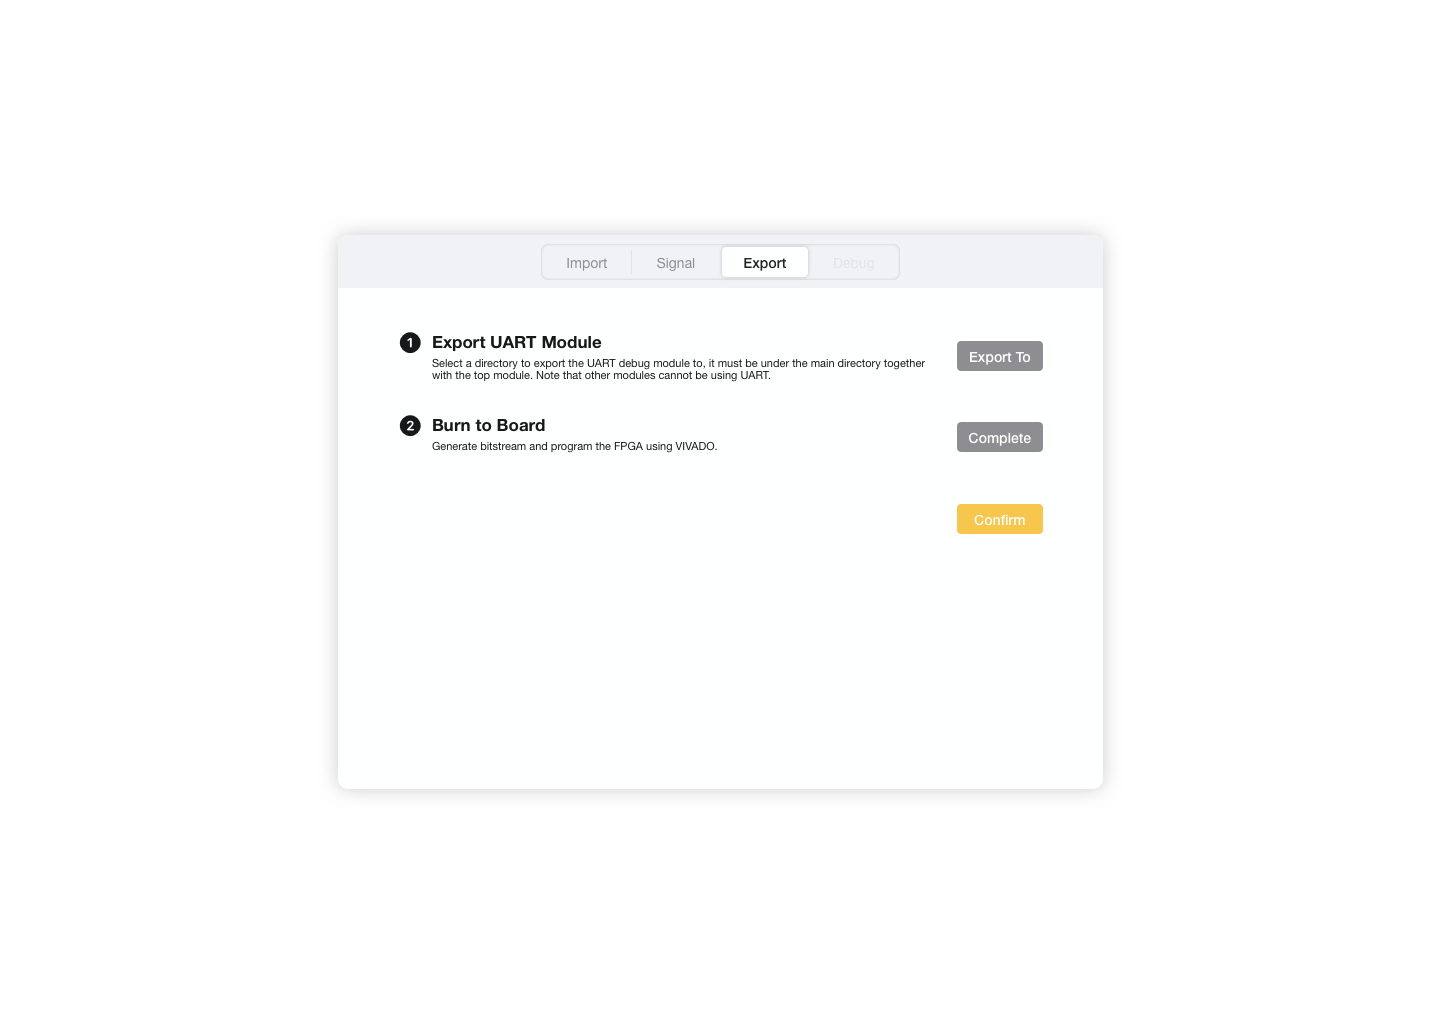 Import
Signal
Export
Debug
1
Export UART Module
Select a directory to export the UART debug module to, it must be under the main directory together
with the top module. Note that other modules cannot be using UART.
Export To
2
Burn to Board
Generate bitstream and program the FPGA using VIVADO.
Complete
Confirm